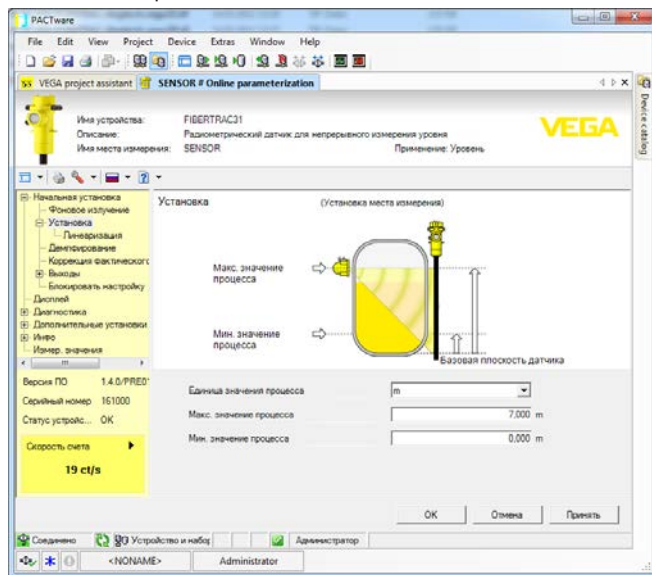 PACTware
File Edit View Project Device Extras Window Help
VEGA project assistant SENSOR # Online parameterization
Device catalog
Имя устройства: FIBERTRAC31
Описание: Радиометрический датчик для непрерывного измерения уровня
Имя места измерения: SENSOR Применение: Уровень
VEGA
Начальная установка
Фоновое излучение
Установка
Линеаризация
Демпфирование
Коррекция фактического
Выходы
Блокировать настройку
Дисплей
Диагностика
Дополнительные установки
Инфо
Измер. значения
Установка (Установка места измерения)
Макс. значение
процесса
Мин. значение
процесса
Базовая плоскость датчика
Версия ПО 1.4.0/PRE0
Серийный номер 161000
Статус устройс... OK
Скорость счета
19 ct/s
Единица значения процесса m
Макс. значение процесса 7,000 m
Мин. значение процесса 0,000 m
OK Отмена Принять
Соединено Устройство и набор Администратор
<NONAME> Administrator